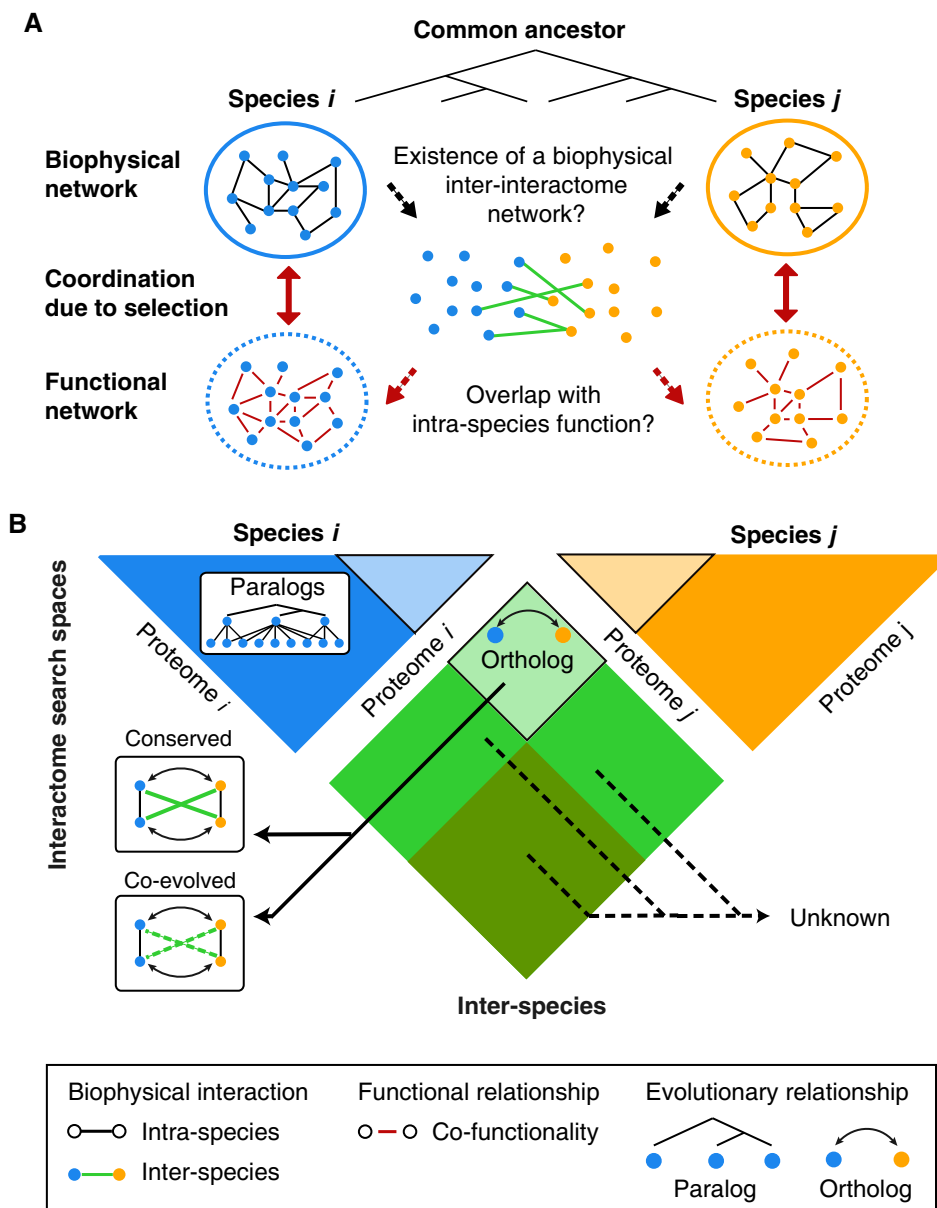 A
Common ancestor
Species i
Species j
Biophysical
network
Existence of a biophysical
inter-interactome
network?
Coordination
due to selection
Functional
network
Overlap with
intra-species function?
B
Species i
Species j
Interactome search spaces
Paralogs
Proteome i
Proteome i
Ortholog
Proteome j
Proteome j
Conserved
Co-evolved
Unknown
Inter-species
Biophysical interaction
Intra-species
Inter-species
Functional relationship
Co-functionality
Evolutionary relationship
Paralog
Ortholog